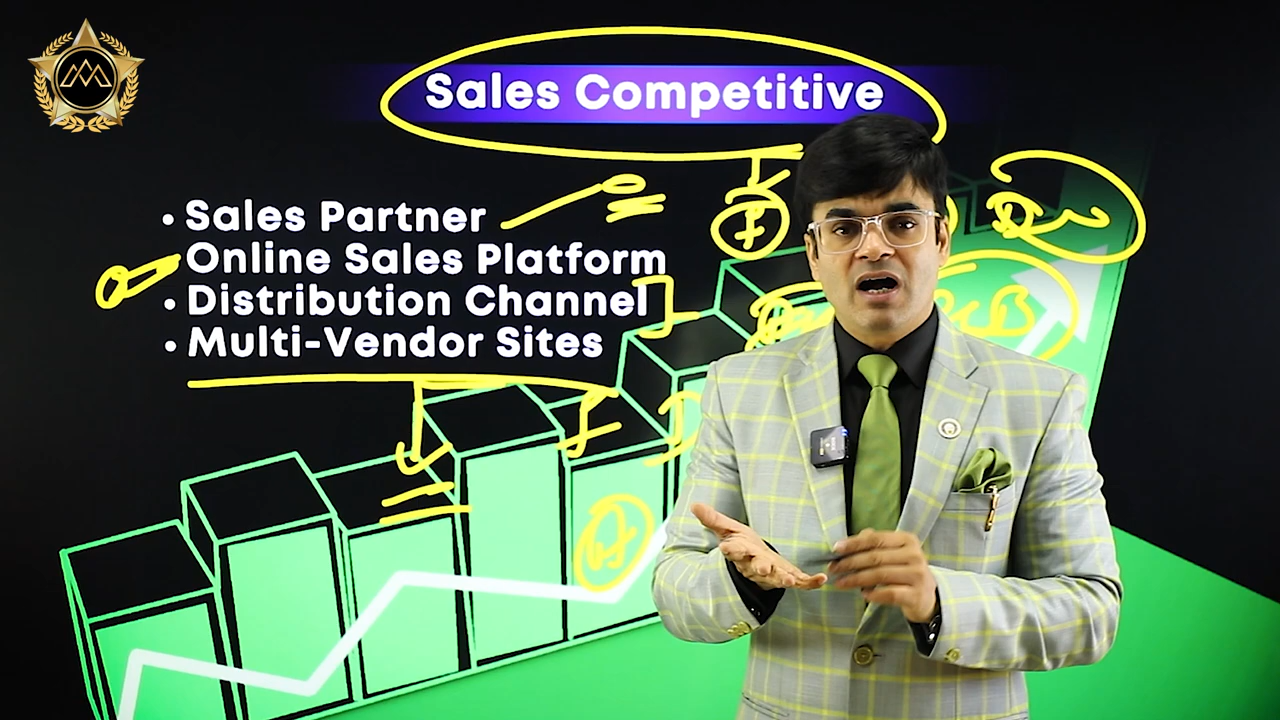 Sales Competitive
• Sales Partner
• Online Sales Platform
• Distribution Channel
• Multi-Vendor Sites